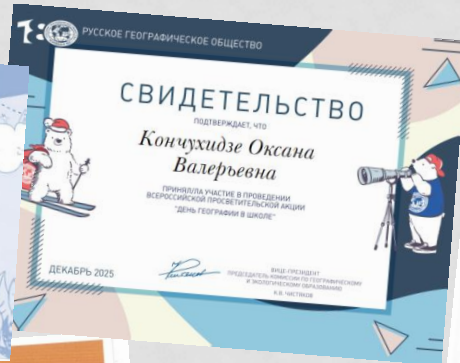 РУССКОЕ ГЕОГРАФИЧЕСКОЕ ОБЩЕСТВО
СВИДЕТЕЛЬСТВО
ПОДТВЕРЖДАЕТ, ЧТО
Кончухидзе Оксана
Валерьевна
ПРИНЯЛ/ЛА УЧАСТИЕ В ПРОВЕДЕНИИ
ВСЕРОССИЙСКОЙ ПРОСВЕТИТЕЛЬСКОЙ АКЦИИ
"ДЕНЬ ГЕОГРАФИИ В ШКОЛЕ"
ДЕКАБРЬ 2025
ВИЦЕ-ПРЕЗИДЕНТ
ПРЕДСЕДАТЕЛЬ КОМИССИИ ПО ГЕОГРАФИЧЕСКОМУ
И ЭКОЛОГИЧЕСКОМУ ОБРАЗОВАНИЮ
К.В. ЧИСТЯКОВ